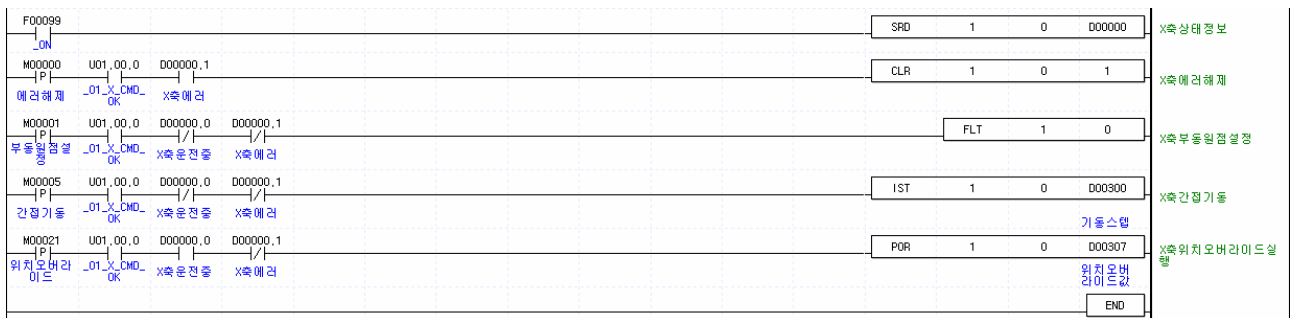 F00099
SRD 1 0 D00000 X축상태정보
_ON
M00000 U01.00.0 D00000.1
P
CLR 1 0 1 X축에러해제
에러해제 _01_X_CMD_OK X축에러
M00001 U01.00.0 D00000.0 D00000.1
P
FLT 1 0 X축부동원점설정
부동원점설정 _01_X_CMD_OK X축운전중 X축에러
M00005 U01.00.0 D00000.0 D00000.1
P
IST 1 0 D00300 X축간접기동
간접기동 _01_X_CMD_OK X축운전중 X축에러
기동스텝
M00021 U01.00.0 D00000.0 D00000.1
P
POR 1 0 D00307 X축위치오버라이드실행
위치오버라이드 _01_X_CMD_OK X축운전중 X축에러
위치오버라이드값
END